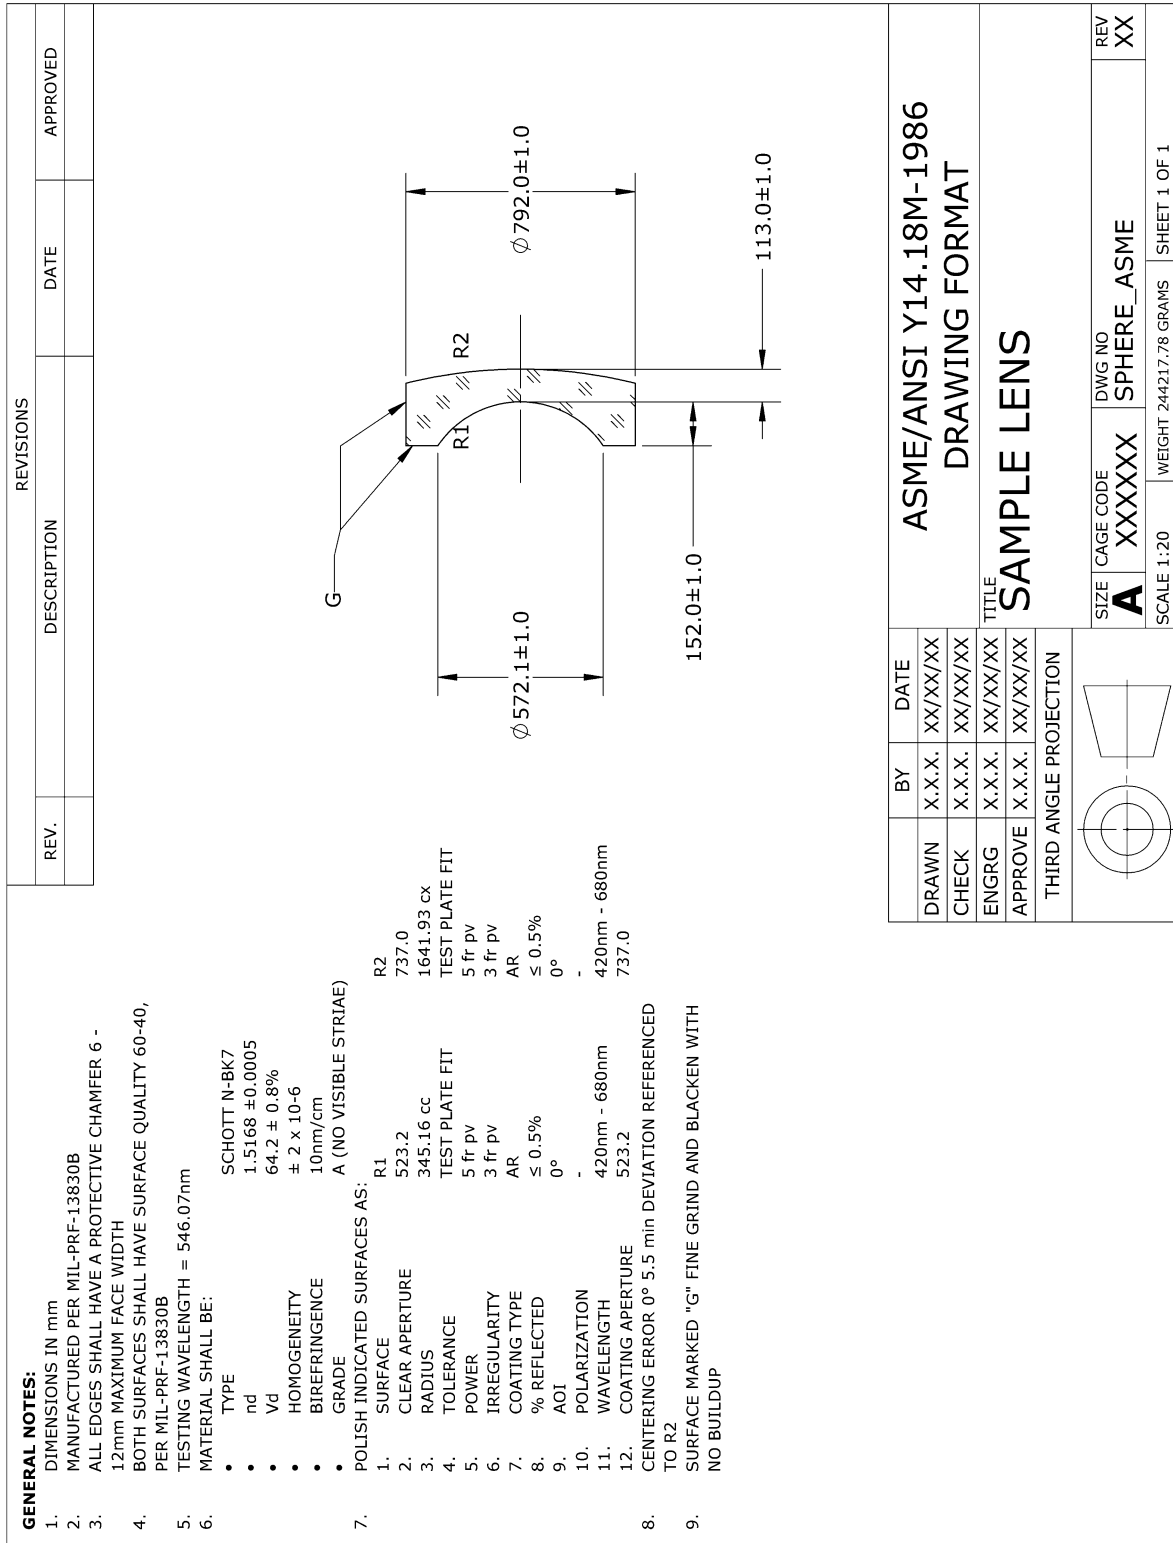 GENERAL NOTES:
1. DIMENSIONS IN mm
2. MANUFACTURED PER MIL-PRF-13830B
3. ALL EDGES SHALL HAVE A PROTECTIVE CHAMFER 6 -
12mm MAXIMUM FACE WIDTH
4. BOTH SURFACES SHALL HAVE SURFACE QUALITY 60-40,
PER MIL-PRF-13830B
5. TESTING WAVELENGTH = 546.07nm
6. MATERIAL SHALL BE:
• TYPE SCHOTT N-BK7
• nd 1.5168 ±0.0005
• Vd 64.2 ± 0.8%
• HOMOGENEITY ± 2 x 10-6
• BIREFRINGENCE 10nm/cm
• GRADE A (NO VISIBLE STRIAE)
7. POLISH INDICATED SURFACES AS:
1. SURFACE R1 R2
2. CLEAR APERTURE 523.2 737.0
3. RADIUS 345.16 cc 1641.93 cx
4. TOLERANCE TEST PLATE FIT TEST PLATE FIT
5. POWER 5 fr pv 5 fr pv
6. IRREGULARITY 3 fr pv 3 fr pv
7. COATING TYPE AR AR
8. % REFLECTED ≤ 0.5% ≤ 0.5%
9. AOI 0° 0°
10. POLARIZATION - -
11. WAVELENGTH 420nm - 680nm 420nm - 680nm
12. COATING APERTURE 523.2 737.0
8. CENTERING ERROR 0° 5.5 min DEVIATION REFERENCED
TO R2
9. SURFACE MARKED "G" FINE GRIND AND BLACKEN WITH
NO BUILDUP
REVISIONS
REV. DESCRIPTION DATE APPROVED
G
R1
R2
∅572.1±1.0
∅792.0±1.0
152.0±1.0
113.0±1.0
BY DATE
DRAWN X.X.X. XX/XX/XX
CHECK X.X.X. XX/XX/XX
ENGRG X.X.X. XX/XX/XX
APPROVE X.X.X. XX/XX/XX
THIRD ANGLE PROJECTION
ASME/ANSI Y14.18M-1986
DRAWING FORMAT
TITLE
SAMPLE LENS
SIZE CAGE CODE DWG NO REV
A XXXXXX SPHERE_ASME XX
SCALE 1:20 WEIGHT 244217.78 GRAMS SHEET 1 OF 1